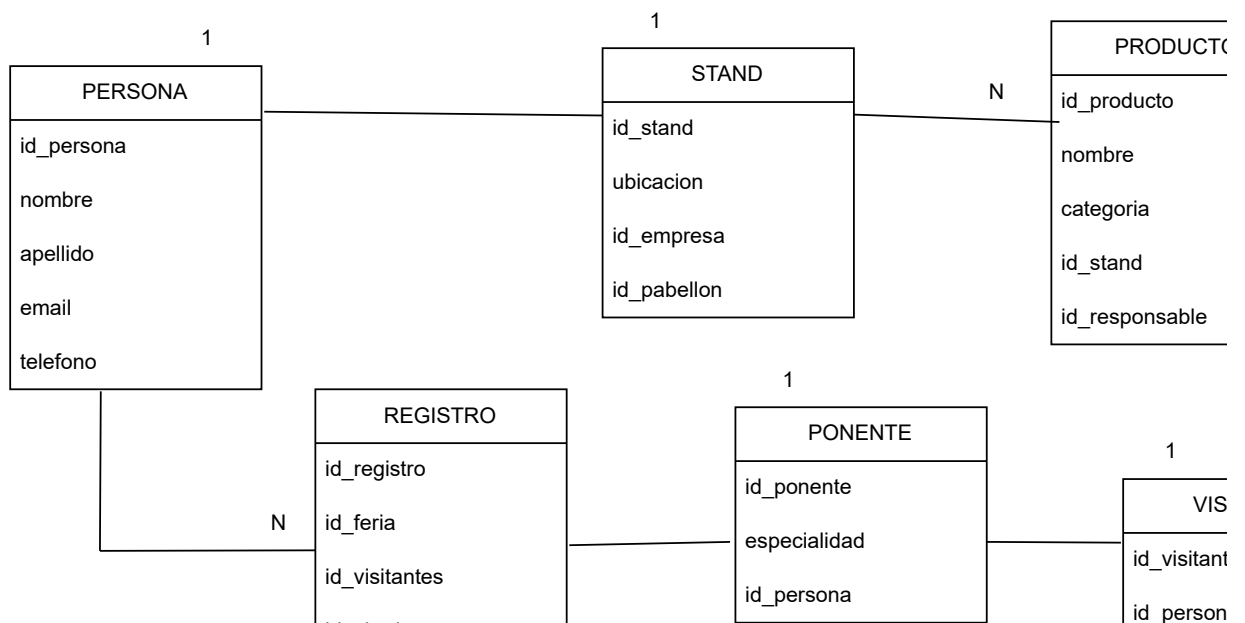 1
PERSONA
id_persona
nombre
apellido
email
telefono
1
STAND
id_stand
ubicacion
id_empresa
id_pabellon
N
id_producto
nombre
categoria
id_stand
id_responsable
N
REGISTRO
id_registro
id_feria
id_visitantes
1
PONENTE
id_ponente
especialidad
id_persona
1